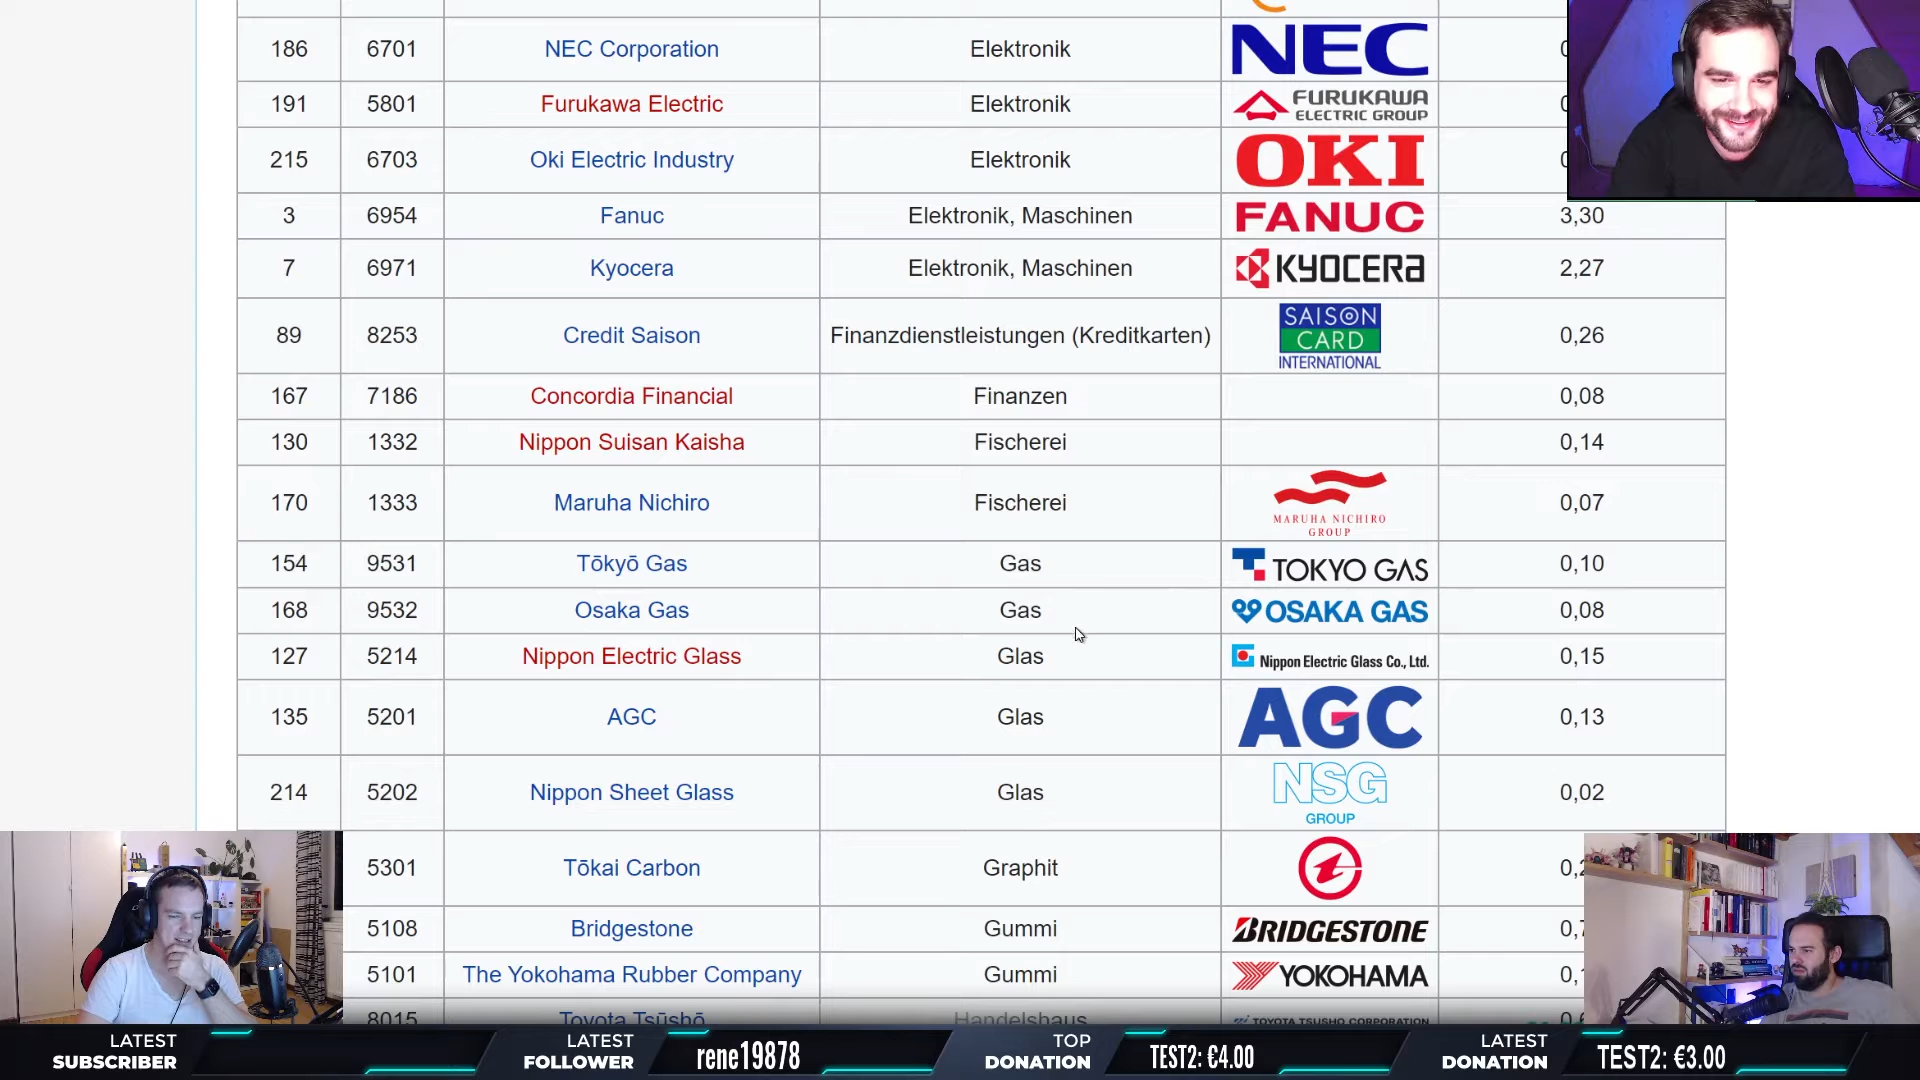 186 6701 NEC Corporation Elektronik NEC
191 5801 Furukawa Electric Elektronik FURUKAWA ELECTRIC GROUP
215 6703 Oki Electric Industry Elektronik OKI
3 6954 Fanuc Elektronik, Maschinen FANUC 3,30
7 6971 Kyocera Elektronik, Maschinen KYOCERA 2,27
89 8253 Credit Saison Finanzdienstleistungen (Kreditkarten) SAISON CARD INTERNATIONAL 0,26
167 7186 Concordia Financial Finanzen 0,08
130 1332 Nippon Suisan Kaisha Fischerei 0,14
170 1333 Maruha Nichiro Fischerei MARUHA NICHIRO GROUP 0,07
154 9531 Tōkyō Gas Gas TOKYO GAS 0,10
168 9532 Osaka Gas Gas OSAKA GAS 0,08
127 5214 Nippon Electric Glass Glas Nippon Electric Glass Co., Ltd. 0,15
135 5201 AGC Glas AGC 0,13
214 5202 Nippon Sheet Glass Glas NSG GROUP 0,02
5301 Tōkai Carbon Graphit
5108 Bridgestone Gummi BRIDGESTONE
5101 The Yokohama Rubber Company Gummi YOKOHAMA
8015 Toyota Tsūshō Handelshaus TOYOTA TSUSHO CORPORATION
LATEST SUBSCRIBER
LATEST FOLLOWER rene19878
TOP DONATION TEST2: €4.00
LATEST DONATION TEST2: €3.00